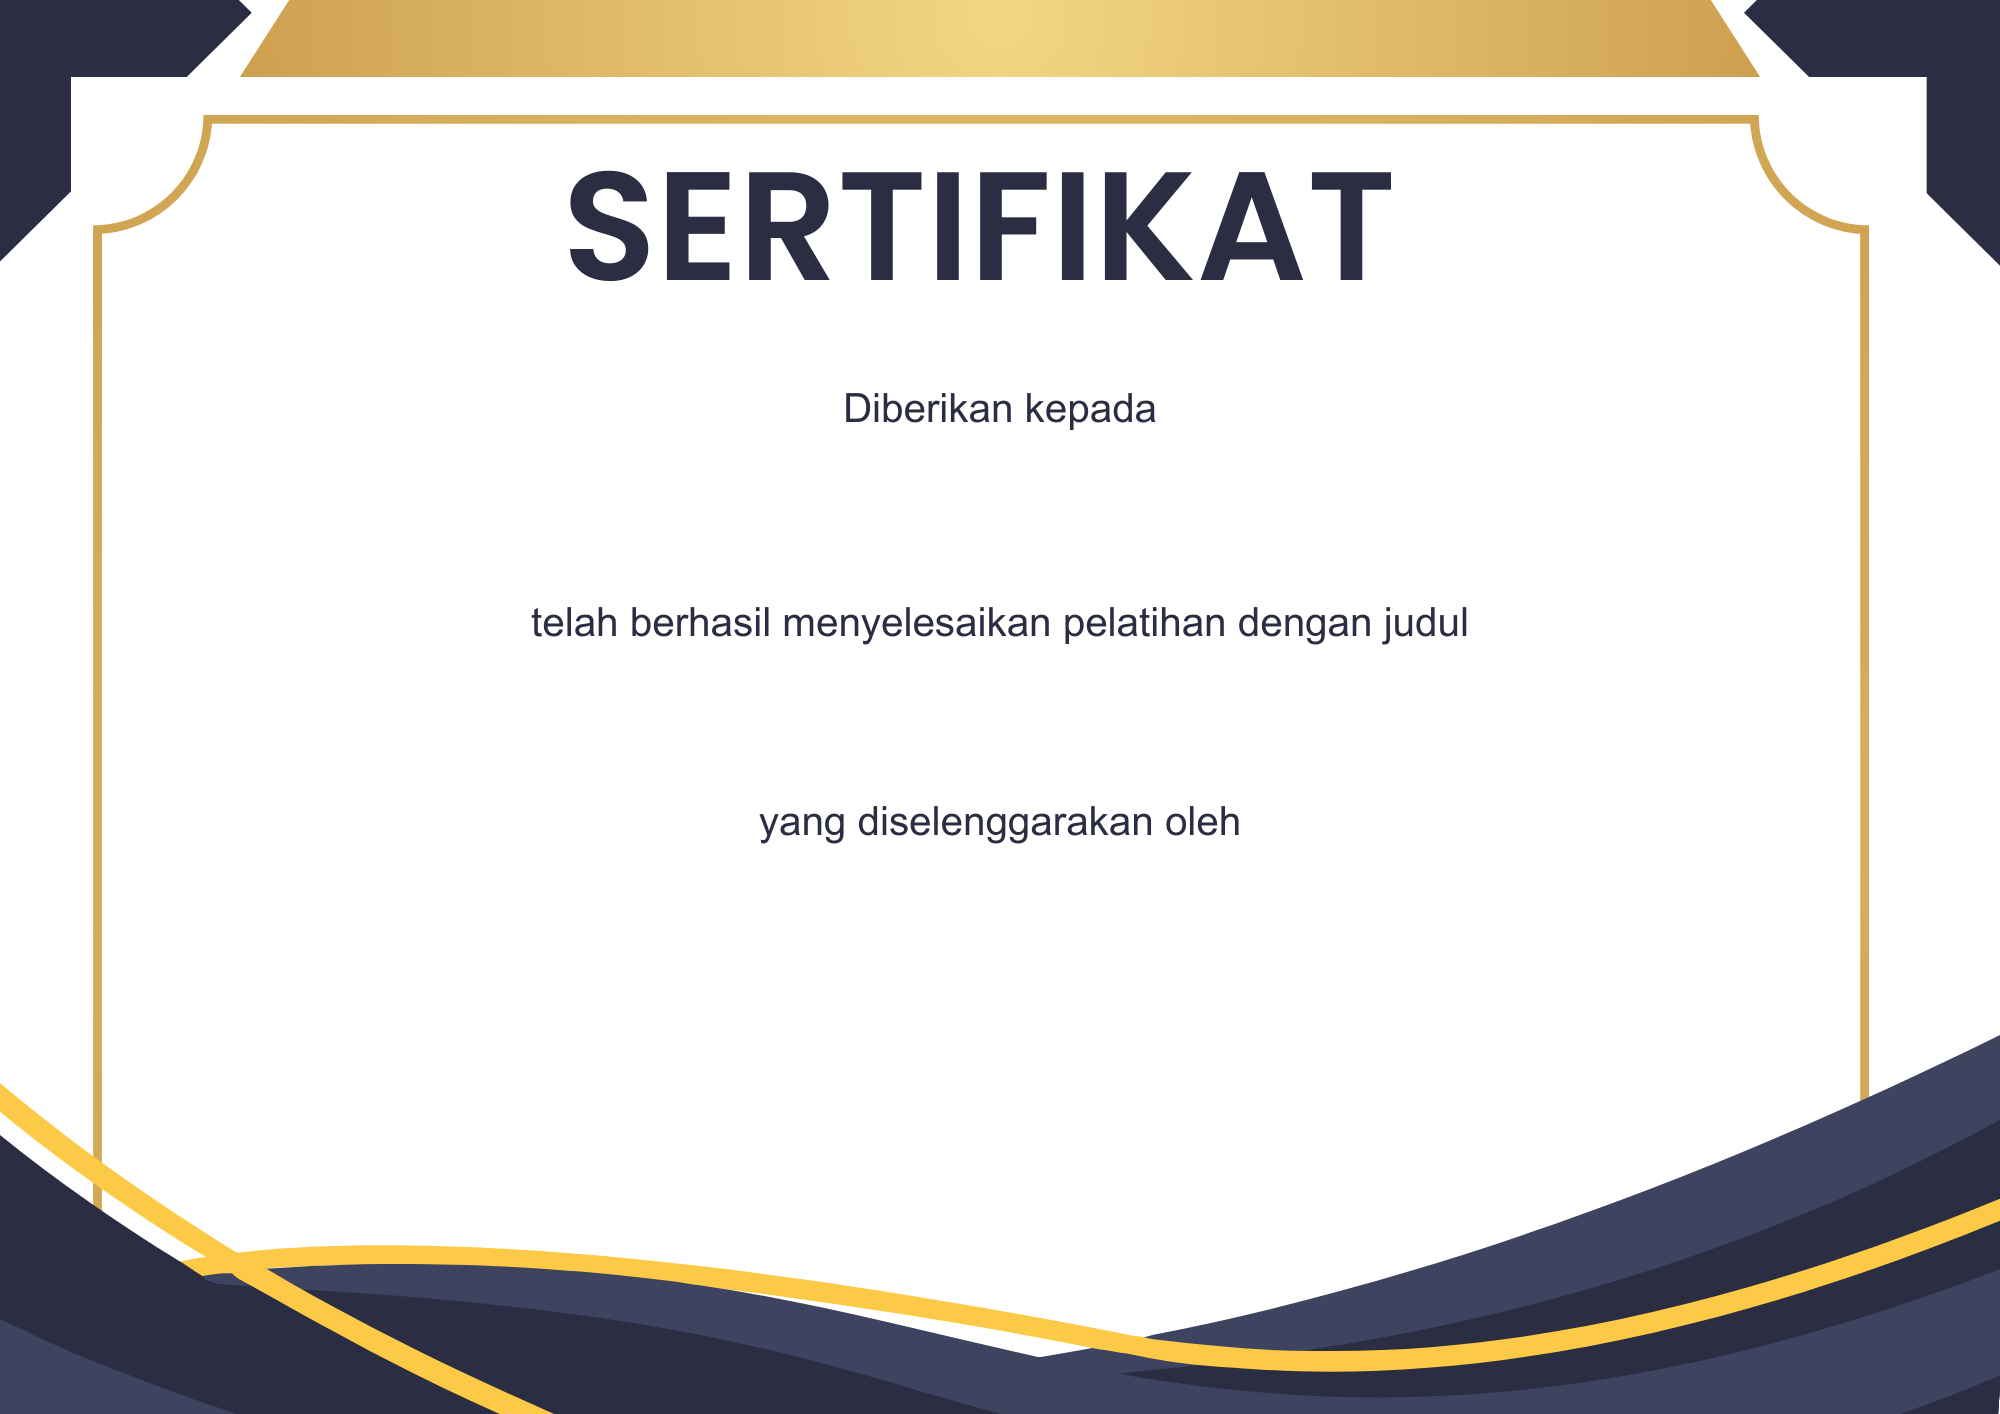 SERTIFIKAT
Diberikan kepada
telah berhasil menyelesaikan pelatihan dengan judul
yang diselenggarakan oleh